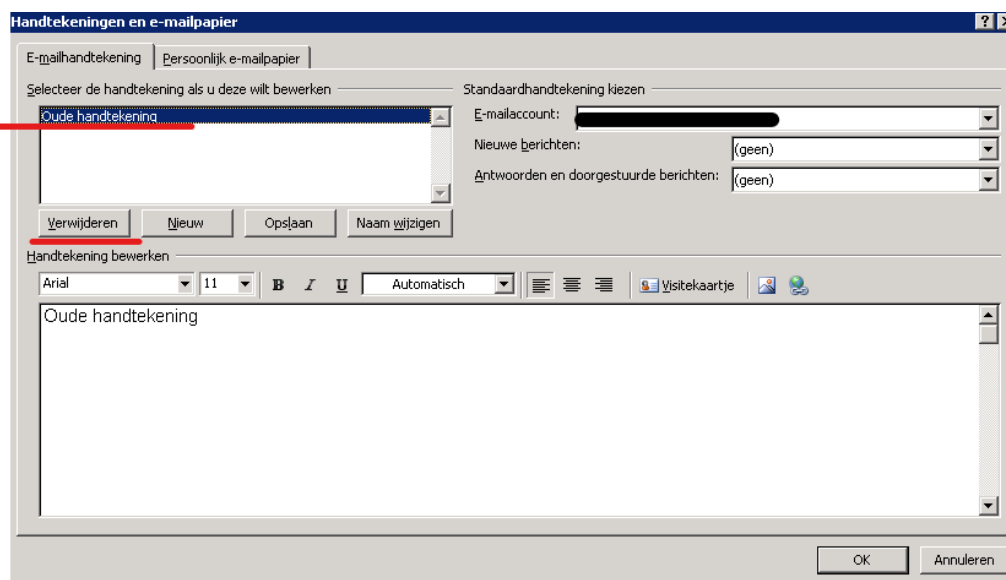 Handtekeningen en e-mailpapier
E-mailhandtekening Persoonlijk e-mailpapier
Selecteer de handtekening als u deze wilt bewerken
Oude handtekening
Verwijderen Nieuw Opslaan Naam wijzigen
Standaardhandtekening kiezen
E-mailaccount:
Nieuwe berichten: (geen)
Antwoorden en doorgestuurde berichten: (geen)
Handtekening bewerken
Arial 11 B I U Automatisch Visitekaartje
Oude handtekening
OK Annuleren